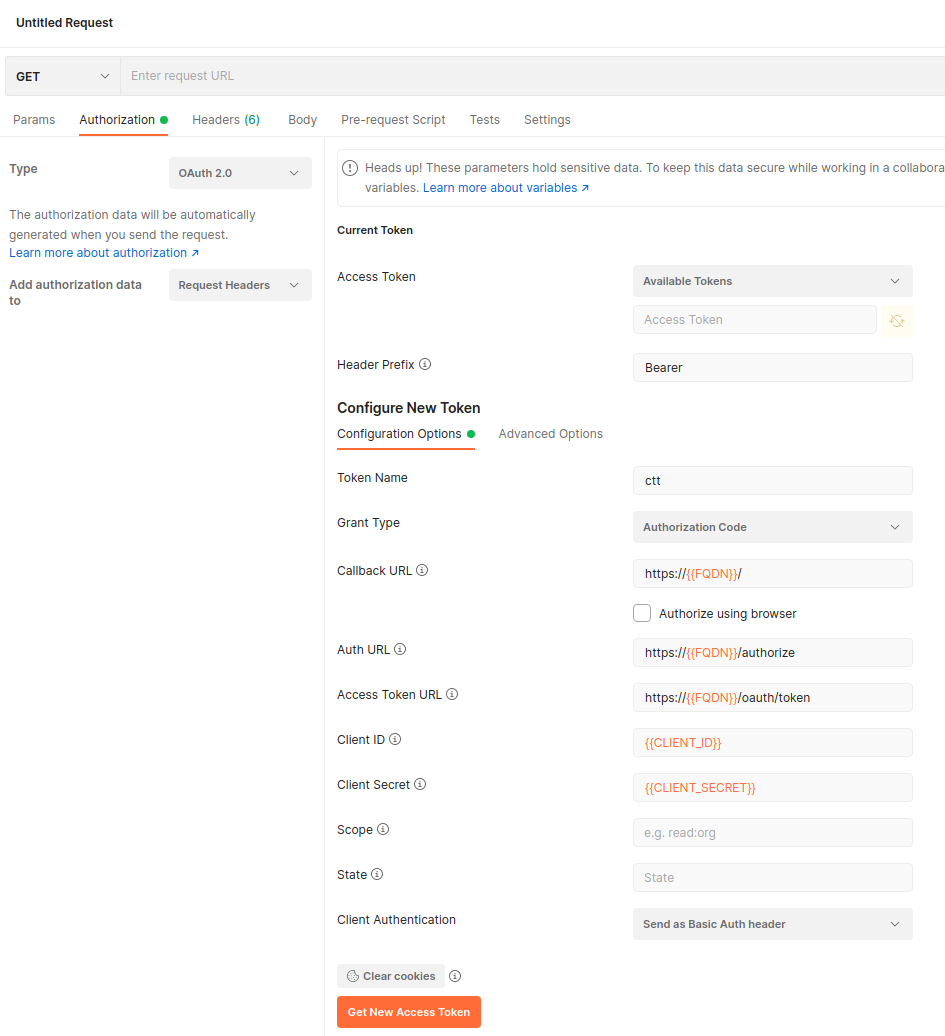 Untitled Request
GET
Enter request URL
Params
Authorization
Headers (6)
Body
Pre-request Script
Tests
Settings
Type
OAuth 2.0
The authorization data will be automatically
generated when you send the request.
Learn more about authorization ↗
Add authorization data
to
Request Headers
Heads up! These parameters hold sensitive data. To keep this data secure while working in a collabora
variables. Learn more about variables ↗
Current Token
Access Token
Available Tokens
Access Token
Header Prefix
Bearer
Configure New Token
Configuration Options
Advanced Options
Token Name
ctt
Grant Type
Authorization Code
Callback URL
https://{{FQDN}}/
Authorize using browser
Auth URL
https://{{FQDN}}/authorize
Access Token URL
https://{{FQDN}}/oauth/token
Client ID
{{CLIENT_ID}}
Client Secret
{{CLIENT_SECRET}}
Scope
e.g. read:org
State
State
Client Authentication
Send as Basic Auth header
Clear cookies
Get New Access Token